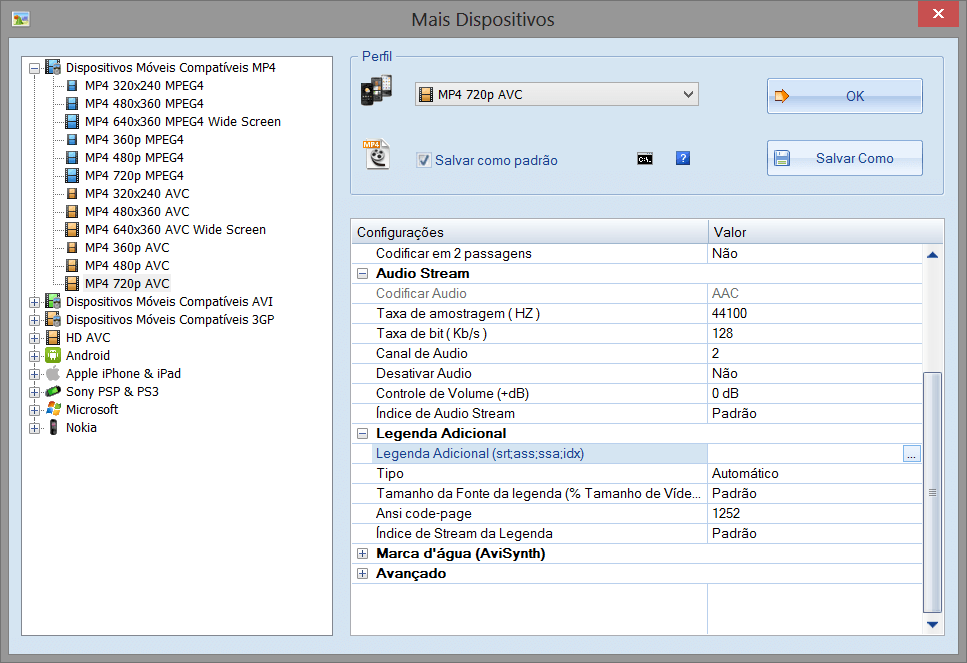 Mais Dispositivos
Dispositivos Móveis Compatíveis MP4
MP4 320x240 MPEG4
MP4 480x360 MPEG4
MP4 640x360 MPEG4 Wide Screen
MP4 360p MPEG4
MP4 480p MPEG4
MP4 720p MPEG4
MP4 320x240 AVC
MP4 480x360 AVC
MP4 640x360 AVC Wide Screen
MP4 360p AVC
MP4 480p AVC
MP4 720p AVC
Dispositivos Móveis Compatíveis AVI
Dispositivos Móveis Compatíveis 3GP
HD AVC
Android
Apple iPhone & iPad
Sony PSP & PS3
Microsoft
Nokia
Perfil
MP4 720p AVC
OK
MP4
Salvar como padrão
C:\.
?
Salvar Como
Configurações Valor
Codificar em 2 passagens Não
Audio Stream
Codificar Audio AAC
Taxa de amostragem ( HZ ) 44100
Taxa de bit ( Kb/s ) 128
Canal de Audio 2
Desativar Audio Não
Controle de Volume (+dB) 0 dB
Índice de Audio Stream Padrão
Legenda Adicional
Legenda Adicional (srt;ass;ssa;idx) ...
Tipo Automático
Tamanho da Fonte da legenda (% Tamanho de Víde... Padrão
Ansi code-page 1252
Índice de Stream da Legenda Padrão
Marca d'água (AviSynth)
Avançado